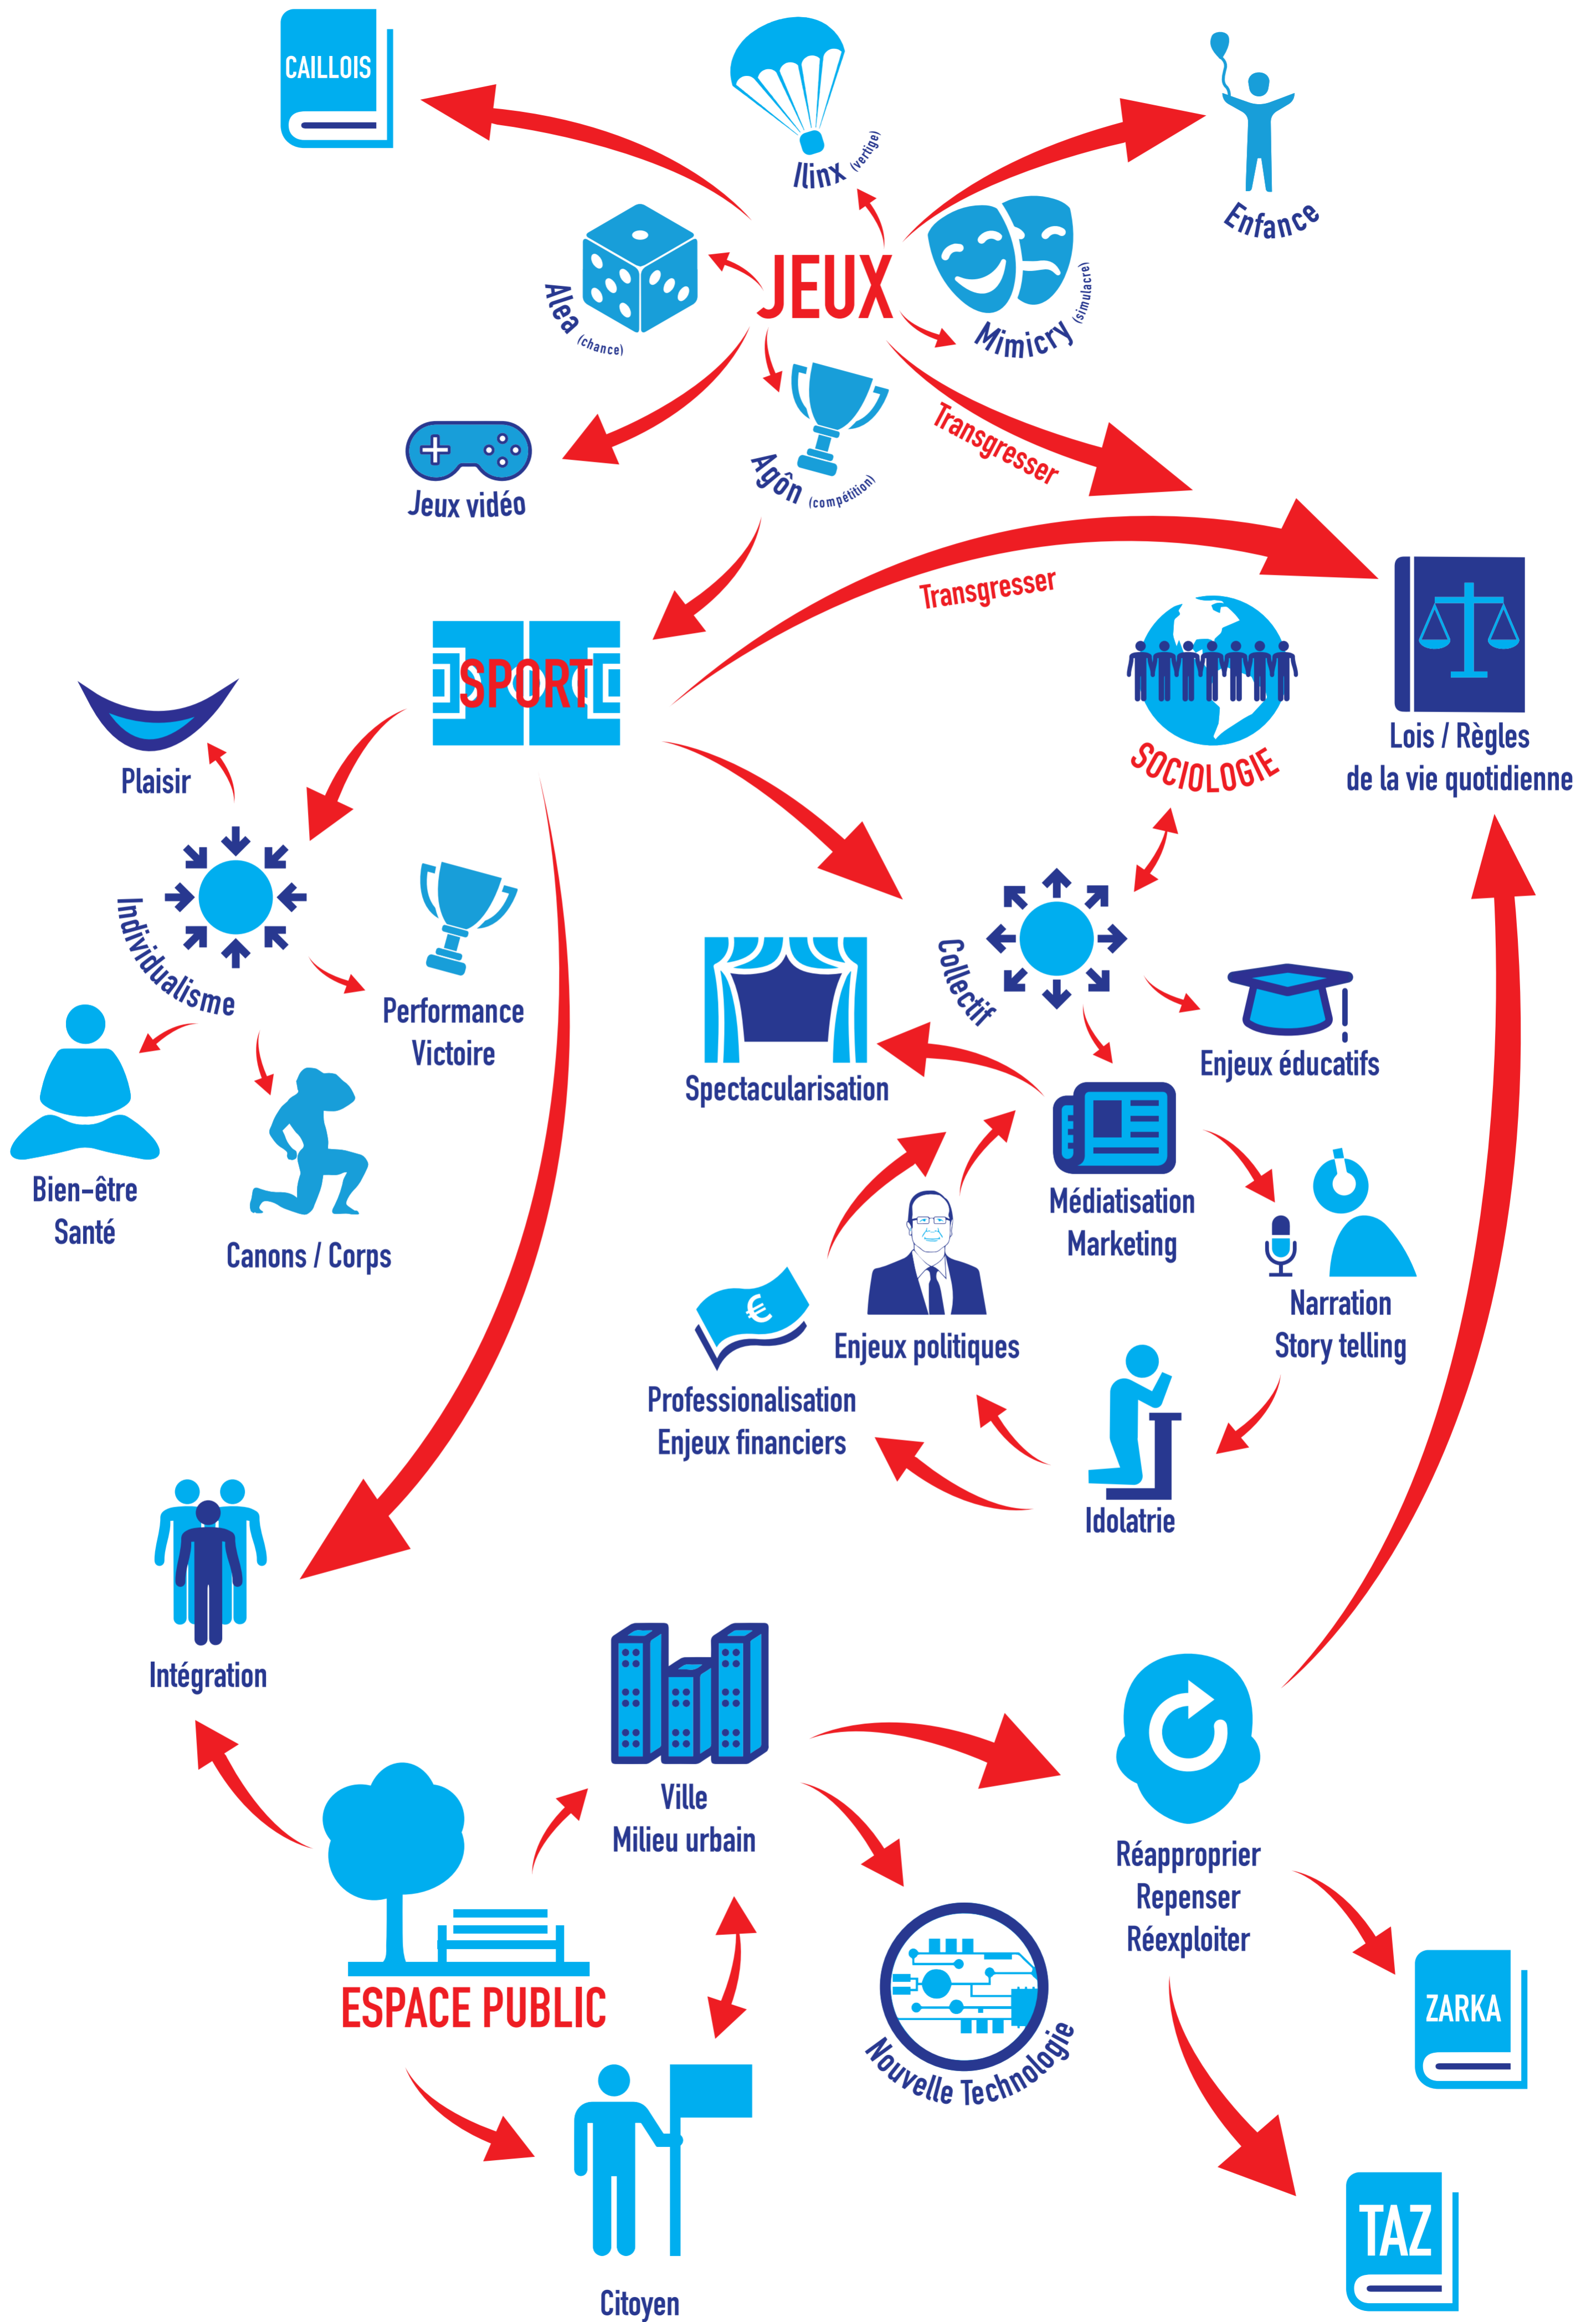 CAILLOIS
Ilinx (vertige)
Enfance
JEUX
Alea (chance)
Mimicry (simulacre)
Agôn (compétition)
Transgresser
Jeux vidéo
Transgresser
SPORT
SOCIOLOGIE
Lois / Règles
de la vie quotidienne
Plaisir
Individualisme
Performance
Victoire
Collectif
Spectacularisation
Enjeux éducatifs
Bien-être
Santé
Canons / Corps
Médiatisation
Marketing
€
Narration
Story telling
Enjeux politiques
Professionalisation
Enjeux financiers
Idolatrie
Intégration
Ville
Milieu urbain
Réapproprier
Repenser
Réexploiter
ESPACE PUBLIC
Nouvelle Technologie
ZARKA
Citoyen
TAZ